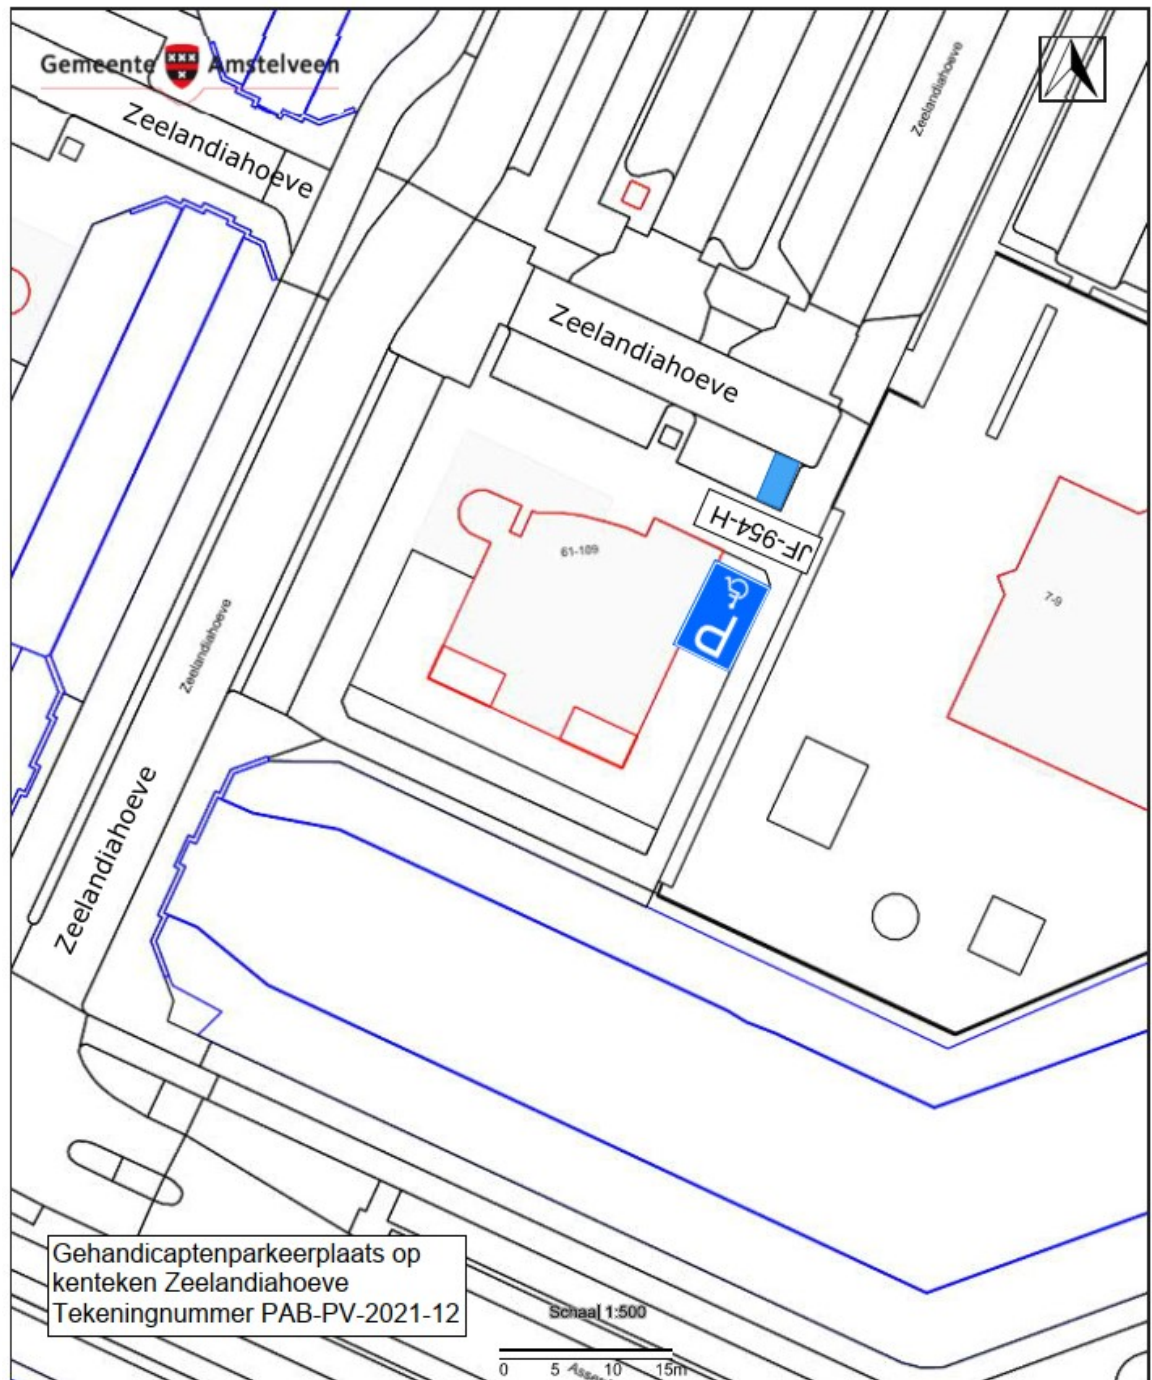 Gemeente Amstelveen
Zeelandiahoeve
Zeelandiahoeve
Zeelandiahoeve
JF-954-H
61-109
P
7-9
Zeelandiahoeve
Zeelandiahoeve
Gehandicaptenparkeerplaats op
kenteken Zeelandiahoeve
Tekeningnummer PAB-PV-2021-12
Schaal 1:500
0 5 10 15m